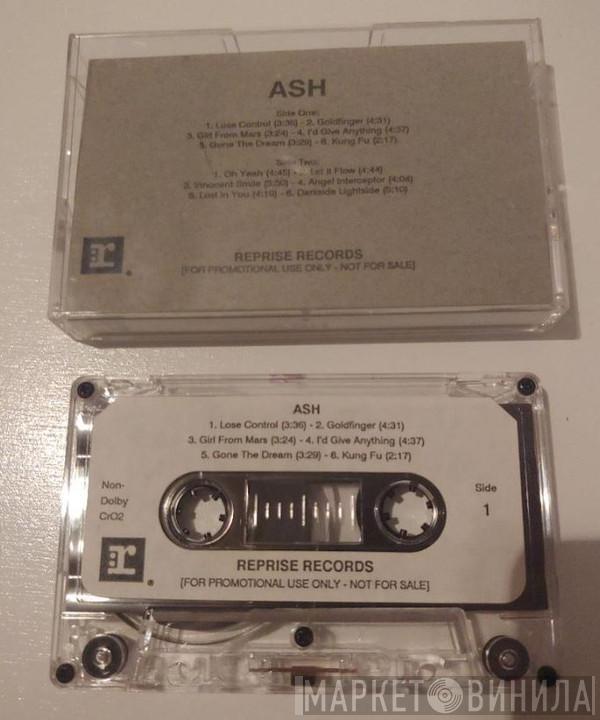 ASH
Side One:
1. Lose Control (3:36) - 2. Goldfinger (4:31)
3. Girl From Mars (3:24) - 4. I'd Give Anything (4:37)
5. Gone The Dream (3:29) - 6. Kung Fu (2:17)
Side Two:
1. Oh Yeah (4:45) - 2. Let It Flow (4:44)
3. Innocent Smile (5:50) - 4. Angel Interceptor (4:04)
5. Lost In You (4:19) - 6. Darkside Lightside (5:10)
r
REPRISE RECORDS
[FOR PROMOTIONAL USE ONLY - NOT FOR SALE]
ASH
1. Lose Control (3:36) - 2. Goldfinger (4:31)
3. Girl From Mars (3:24) - 4. I'd Give Anything (4:37)
5. Gone The Dream (3:29) - 6. Kung Fu (2:17)
Non-
Dolby
CrO2
Side
1
r
REPRISE RECORDS
[FOR PROMOTIONAL USE ONLY - NOT FOR SALE]
МАРКЕТ ВИНИЛА